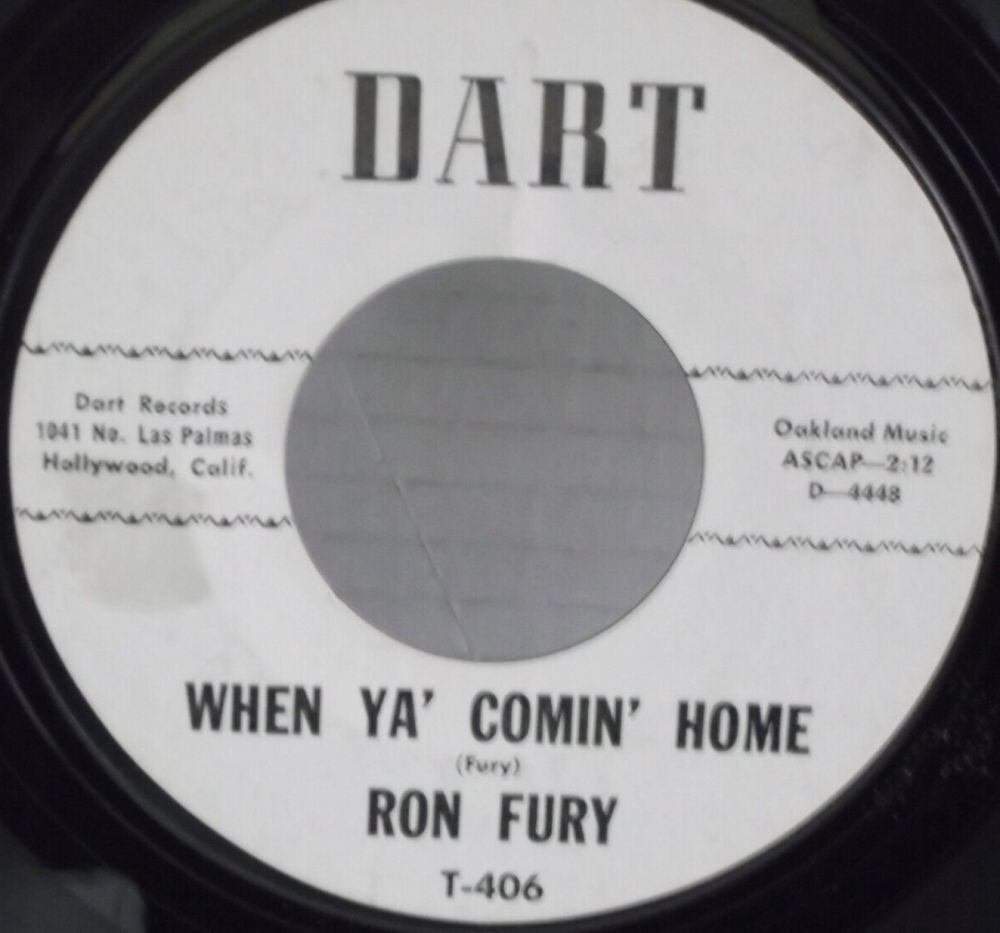 DART
Dart Records
1041 No. Las Palmas
Hollywood, Calif.
Oakland Music
ASCAP—2:12
D—4448
WHEN YA' COMIN' HOME
(Fury)
RON FURY
T-406